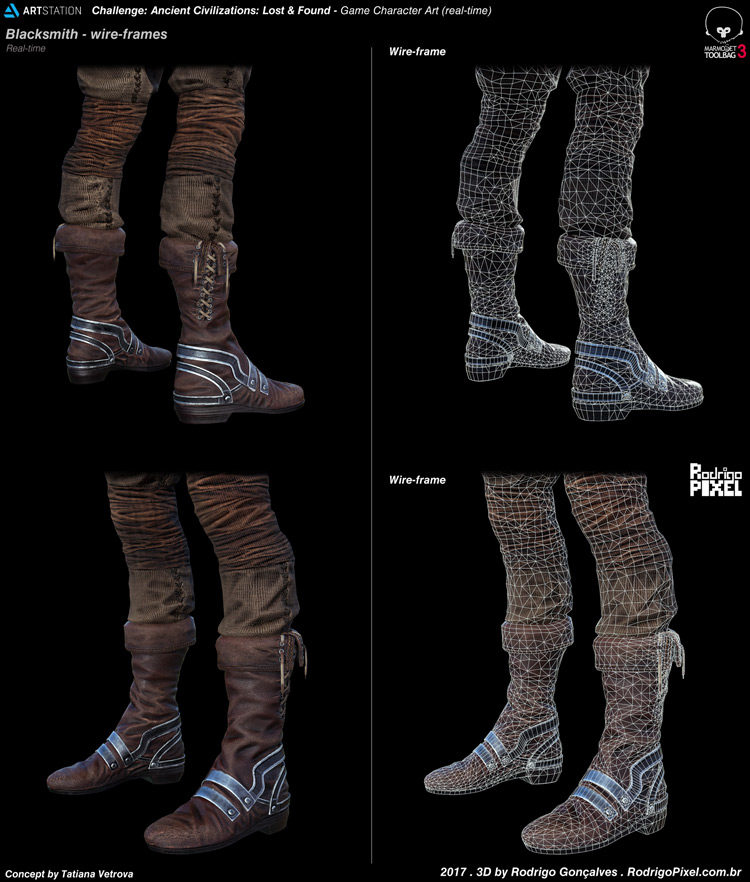 ARTSTATION Challenge: Ancient Civilizations: Lost & Found - Game Character Art (real-time)
Blacksmith - wire-frames
Real-time
Wire-frame
MARMOSET
TOOLBAG 3
Wire-frame
Rodrigo
PIXEL
Concept by Tatiana Vetrova
2017 . 3D by Rodrigo Gonçalves . RodrigoPixel.com.br